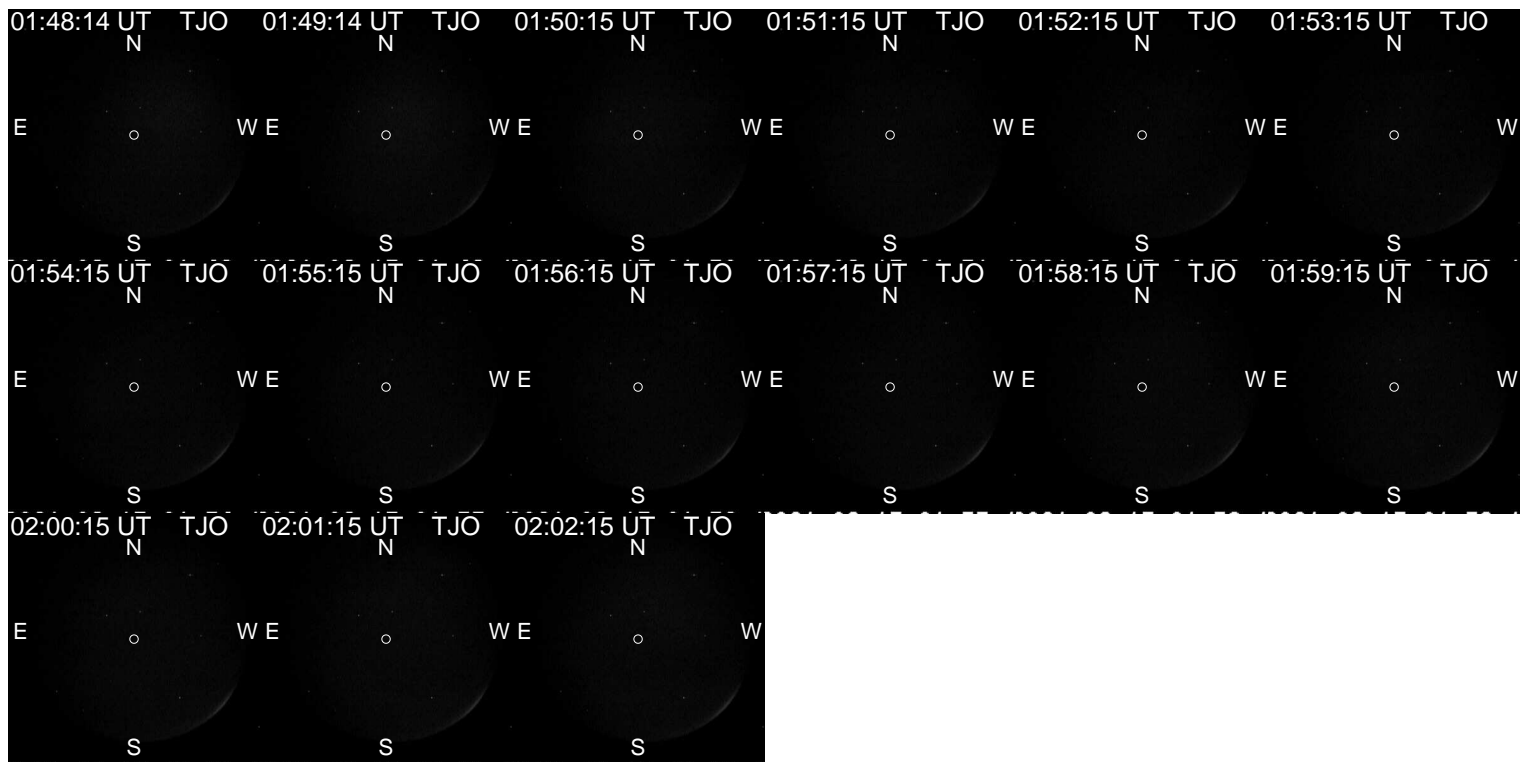 01:48:14 UT TJO 01:49:14 UT TJO 01:50:15 UT TJO 01:51:15 UT TJO 01:52:15 UT TJO 01:53:15 UT TJO
N N N N N N
E W E W E W E W E W E W
S S S S S S
01:54:15 UT TJO 01:55:15 UT TJO 01:56:15 UT TJO 01:57:15 UT TJO 01:58:15 UT TJO 01:59:15 UT TJO
N N N N N N
E W E W E W E W E W E W
S S S S S S
02:00:15 UT TJO 02:01:15 UT TJO 02:02:15 UT TJO
N N N
E W E W E W
S S S